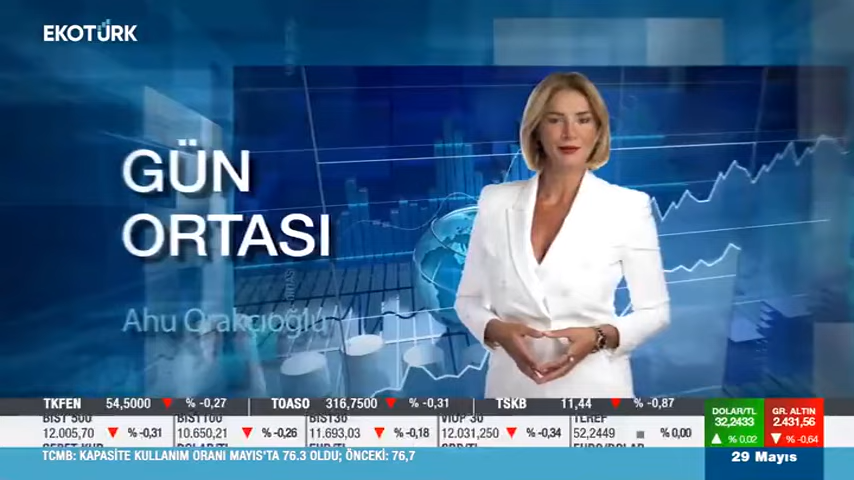 EKOTÜRK
GÜN
ORTASI
Ahu Orakcıoğlu
TKFEN 54,5000 % -0,27 TOASO 316,7500 % -0,31 TSKB 11,44 % -0,87
BIST 500 BIST100 BIST30 VIOP 30 TLREF
12.005,70 % -0,31 10.650,21 % -0,26 11.693,03 % -0,18 12.031,250 % -0,34 52,2449 % 0,00
DOLAR/TL
32,2433
% 0,02
GR. ALTIN
2.431,56
% -0,64
TCMB: KAPASİTE KULLANIM ORANI MAYIS'TA 76.3 OLDU; ÖNCEKİ: 76,7
29 Mayıs